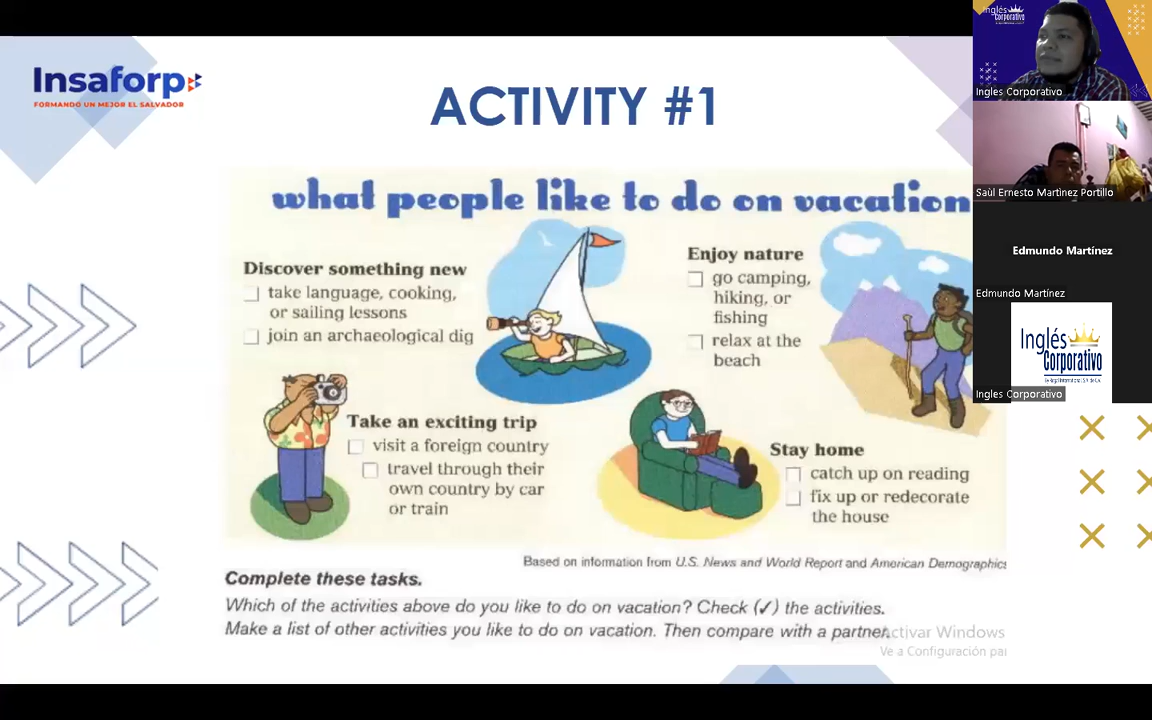 Insaforp
FORMANDO UN MEJOR EL SALVADOR
ACTIVITY #1
what people like to do on vacation
Discover something new
take language, cooking,
or sailing lessons
join an archaeological dig
Enjoy nature
go camping,
hiking, or
fishing
relax at the
beach
Take an exciting trip
visit a foreign country
travel through their
own country by car
or train
Stay home
catch up on reading
fix up or redecorate
the house
Based on information from U.S. News and World Report and American Demographics
Complete these tasks.
Which of the activities above do you like to do on vacation? Check (✓) the activities.
Make a list of other activities you like to do on vacation. Then compare with a partner.
Activar Windows
Ve a Configuración
Inglés
Corporativo
Ingles Corporativo
Saùl Ernesto Martìnez Portillo
Edmundo Martínez
Edmundo Martínez
Inglés
Corporativo
Ingles Corporativo